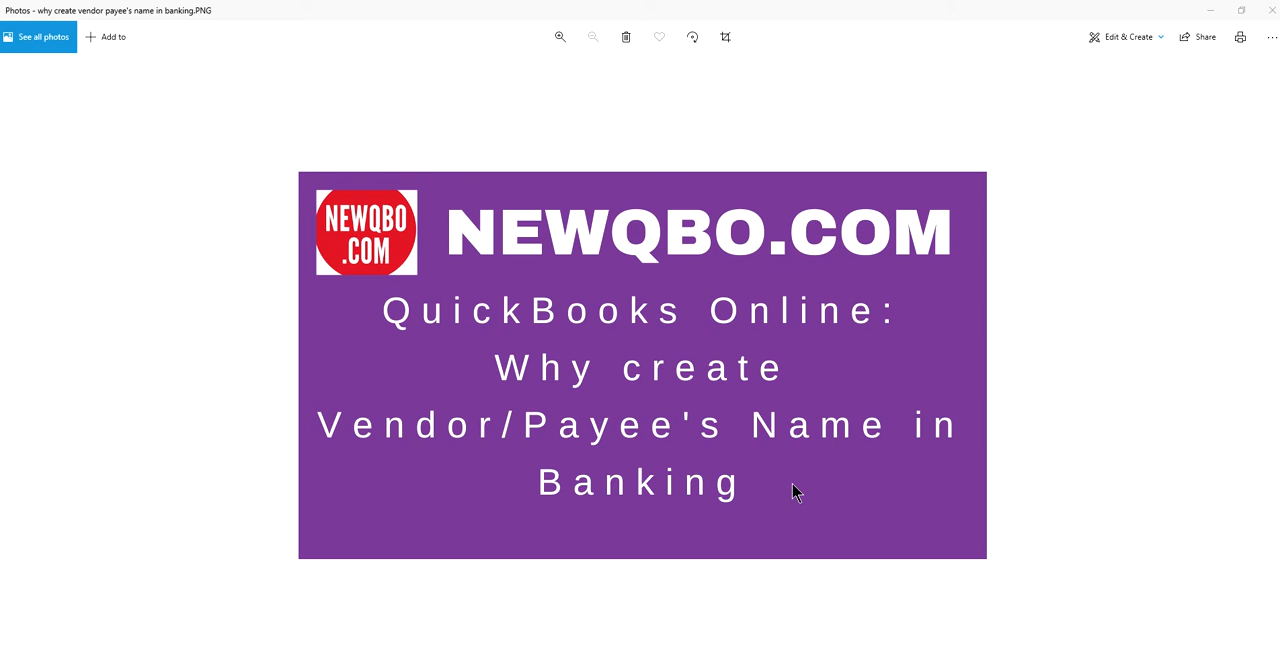 Photos - why create vendor payee's name in banking.PNG
See all photos
Add to
Edit & Create
Share
NEWQBO
.COM
NEWQBO.COM
QuickBooks Online:
Why create
Vendor/Payee's Name in
Banking